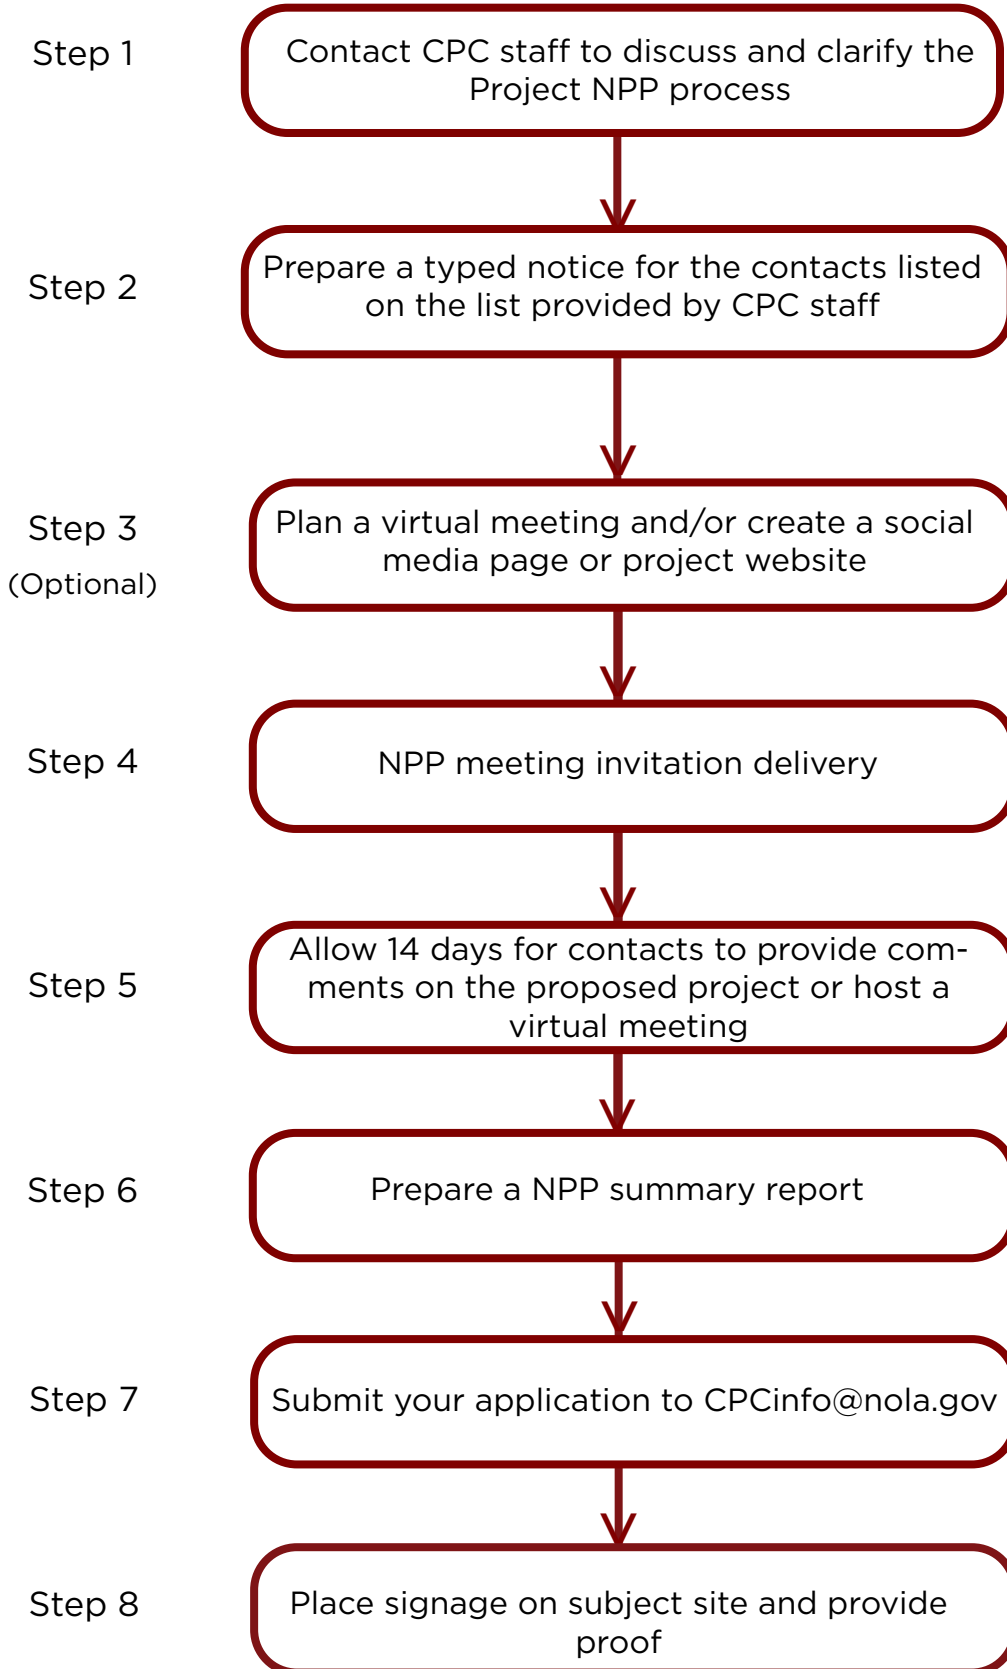 Step 1
Contact CPC staff to discuss and clarify the
Project NPP process
Step 2
Prepare a typed notice for the contacts listed
on the list provided by CPC staff
Step 3
(Optional)
Plan a virtual meeting and/or create a social
media page or project website
Step 4
NPP meeting invitation delivery
Step 5
Allow 14 days for contacts to provide com-
ments on the proposed project or host a
virtual meeting
Step 6
Prepare a NPP summary report
Step 7
Submit your application to CPCinfo@nola.gov
Step 8
Place signage on subject site and provide
proof